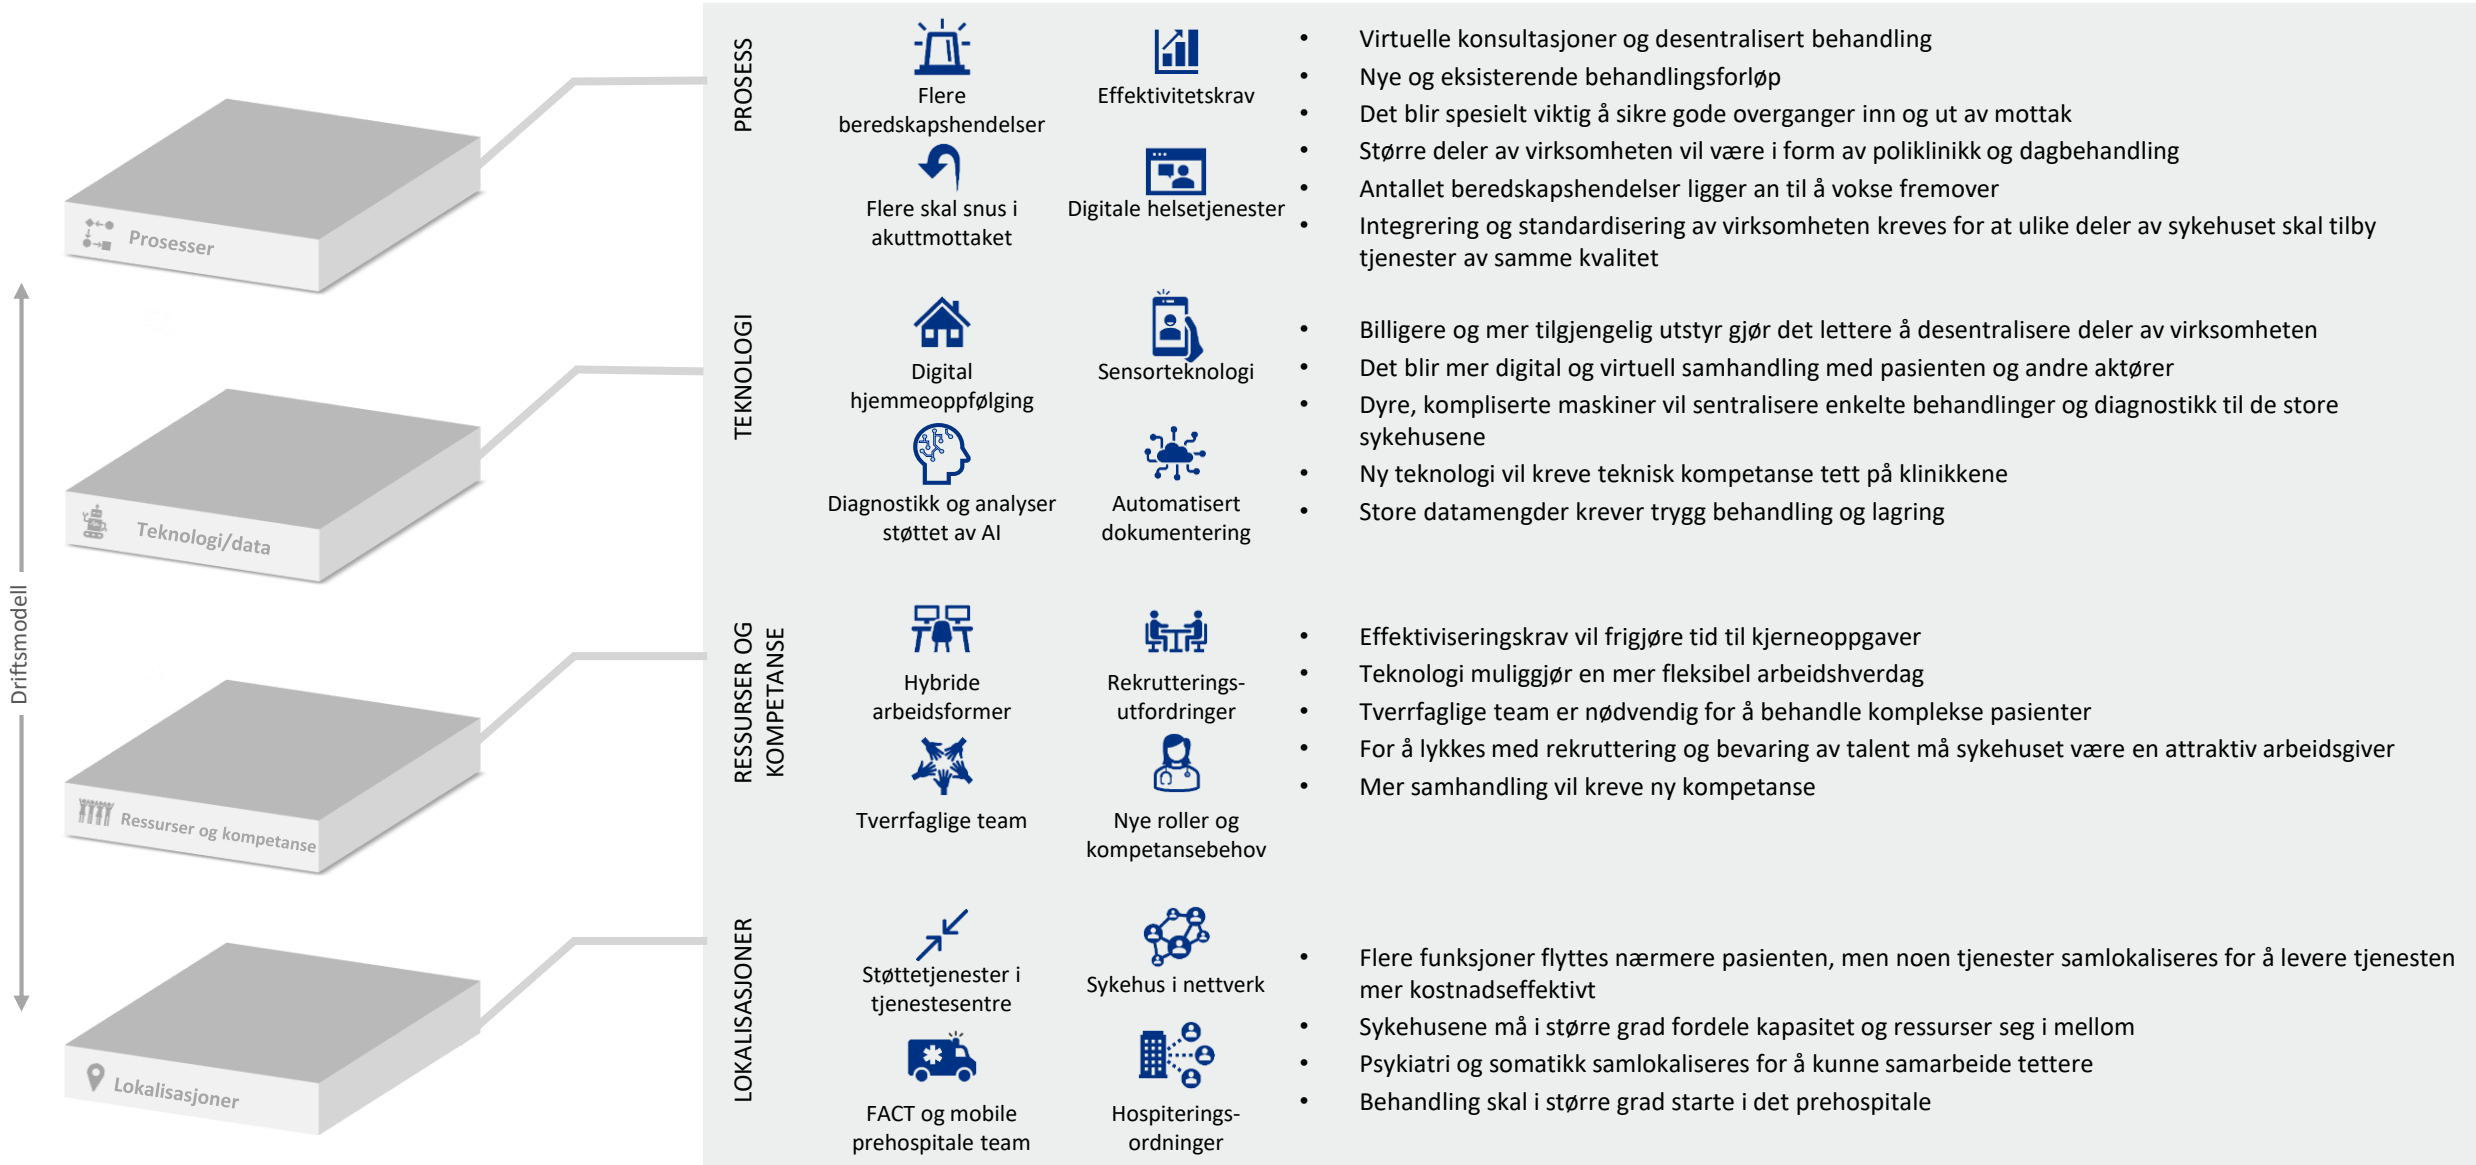 Driftsmodell
Prosesser
Teknologi/data
Ressurser og kompetanse
Lokalisasjoner
PROSESS
Flere
beredskapshendelser
Effektivitetskrav
Flere skal snus i
akuttmottaket
Digitale helsetjenester
• Virtuelle konsultasjoner og desentralisert behandling
• Nye og eksisterende behandlingsforløp
• Det blir spesielt viktig å sikre gode overganger inn og ut av mottak
• Større deler av virksomheten vil være i form av poliklinikk og dagbehandling
• Antallet beredskapshendelser ligger an til å vokse fremover
• Integrering og standardisering av virksomheten kreves for at ulike deler av sykehuset skal tilby
tjenester av samme kvalitet
TEKNOLOGI
Digital
hjemmeoppfølging
Sensorteknologi
Diagnostikk og analyser
støttet av AI
Automatisert
dokumentering
• Billigere og mer tilgjengelig utstyr gjør det lettere å desentralisere deler av virksomheten
• Det blir mer digital og virtuell samhandling med pasienten og andre aktører
• Dyre, kompliserte maskiner vil sentralisere enkelte behandlinger og diagnostikk til de store
sykehusene
• Ny teknologi vil kreve teknisk kompetanse tett på klinikkene
• Store datamengder krever trygg behandling og lagring
RESSURSER OG
KOMPETANSE
Hybride
arbeidsformer
Rekrutterings-
utfordringer
Tverrfaglige team
Nye roller og
kompetansebehov
• Effektiviseringskrav vil frigjøre tid til kjerneoppgaver
• Teknologi muliggjør en mer fleksibel arbeidshverdag
• Tverrfaglige team er nødvendig for å behandle komplekse pasienter
• For å lykkes med rekruttering og bevaring av talent må sykehuset være en attraktiv arbeidsgiver
• Mer samhandling vil kreve ny kompetanse
LOKALISASJONER
Støttetjenester i
tjenestesentre
Sykehus i nettverk
FACT og mobile
prehospitale team
Hospiterings-
ordninger
• Flere funksjoner flyttes nærmere pasienten, men noen tjenester samlokaliseres for å levere tjenesten
mer kostnadseffektivt
• Sykehusene må i større grad fordele kapasitet og ressurser seg i mellom
• Psykiatri og somatikk samlokaliseres for å kunne samarbeide tettere
• Behandling skal i større grad starte i det prehospitale